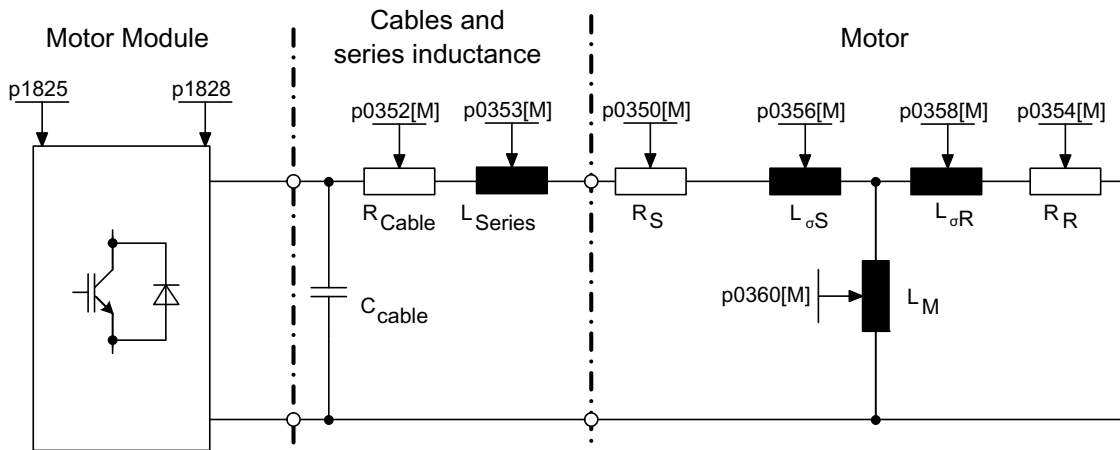 Motor Module
Cables and
series inductance
Motor
p1825
p1828
p0352[M]
p0353[M]
p0350[M]
p0356[M]
p0358[M]
p0354[M]
RCable
LSeries
RS
LσS
LσR
RR
Ccable
p0360[M]
LM